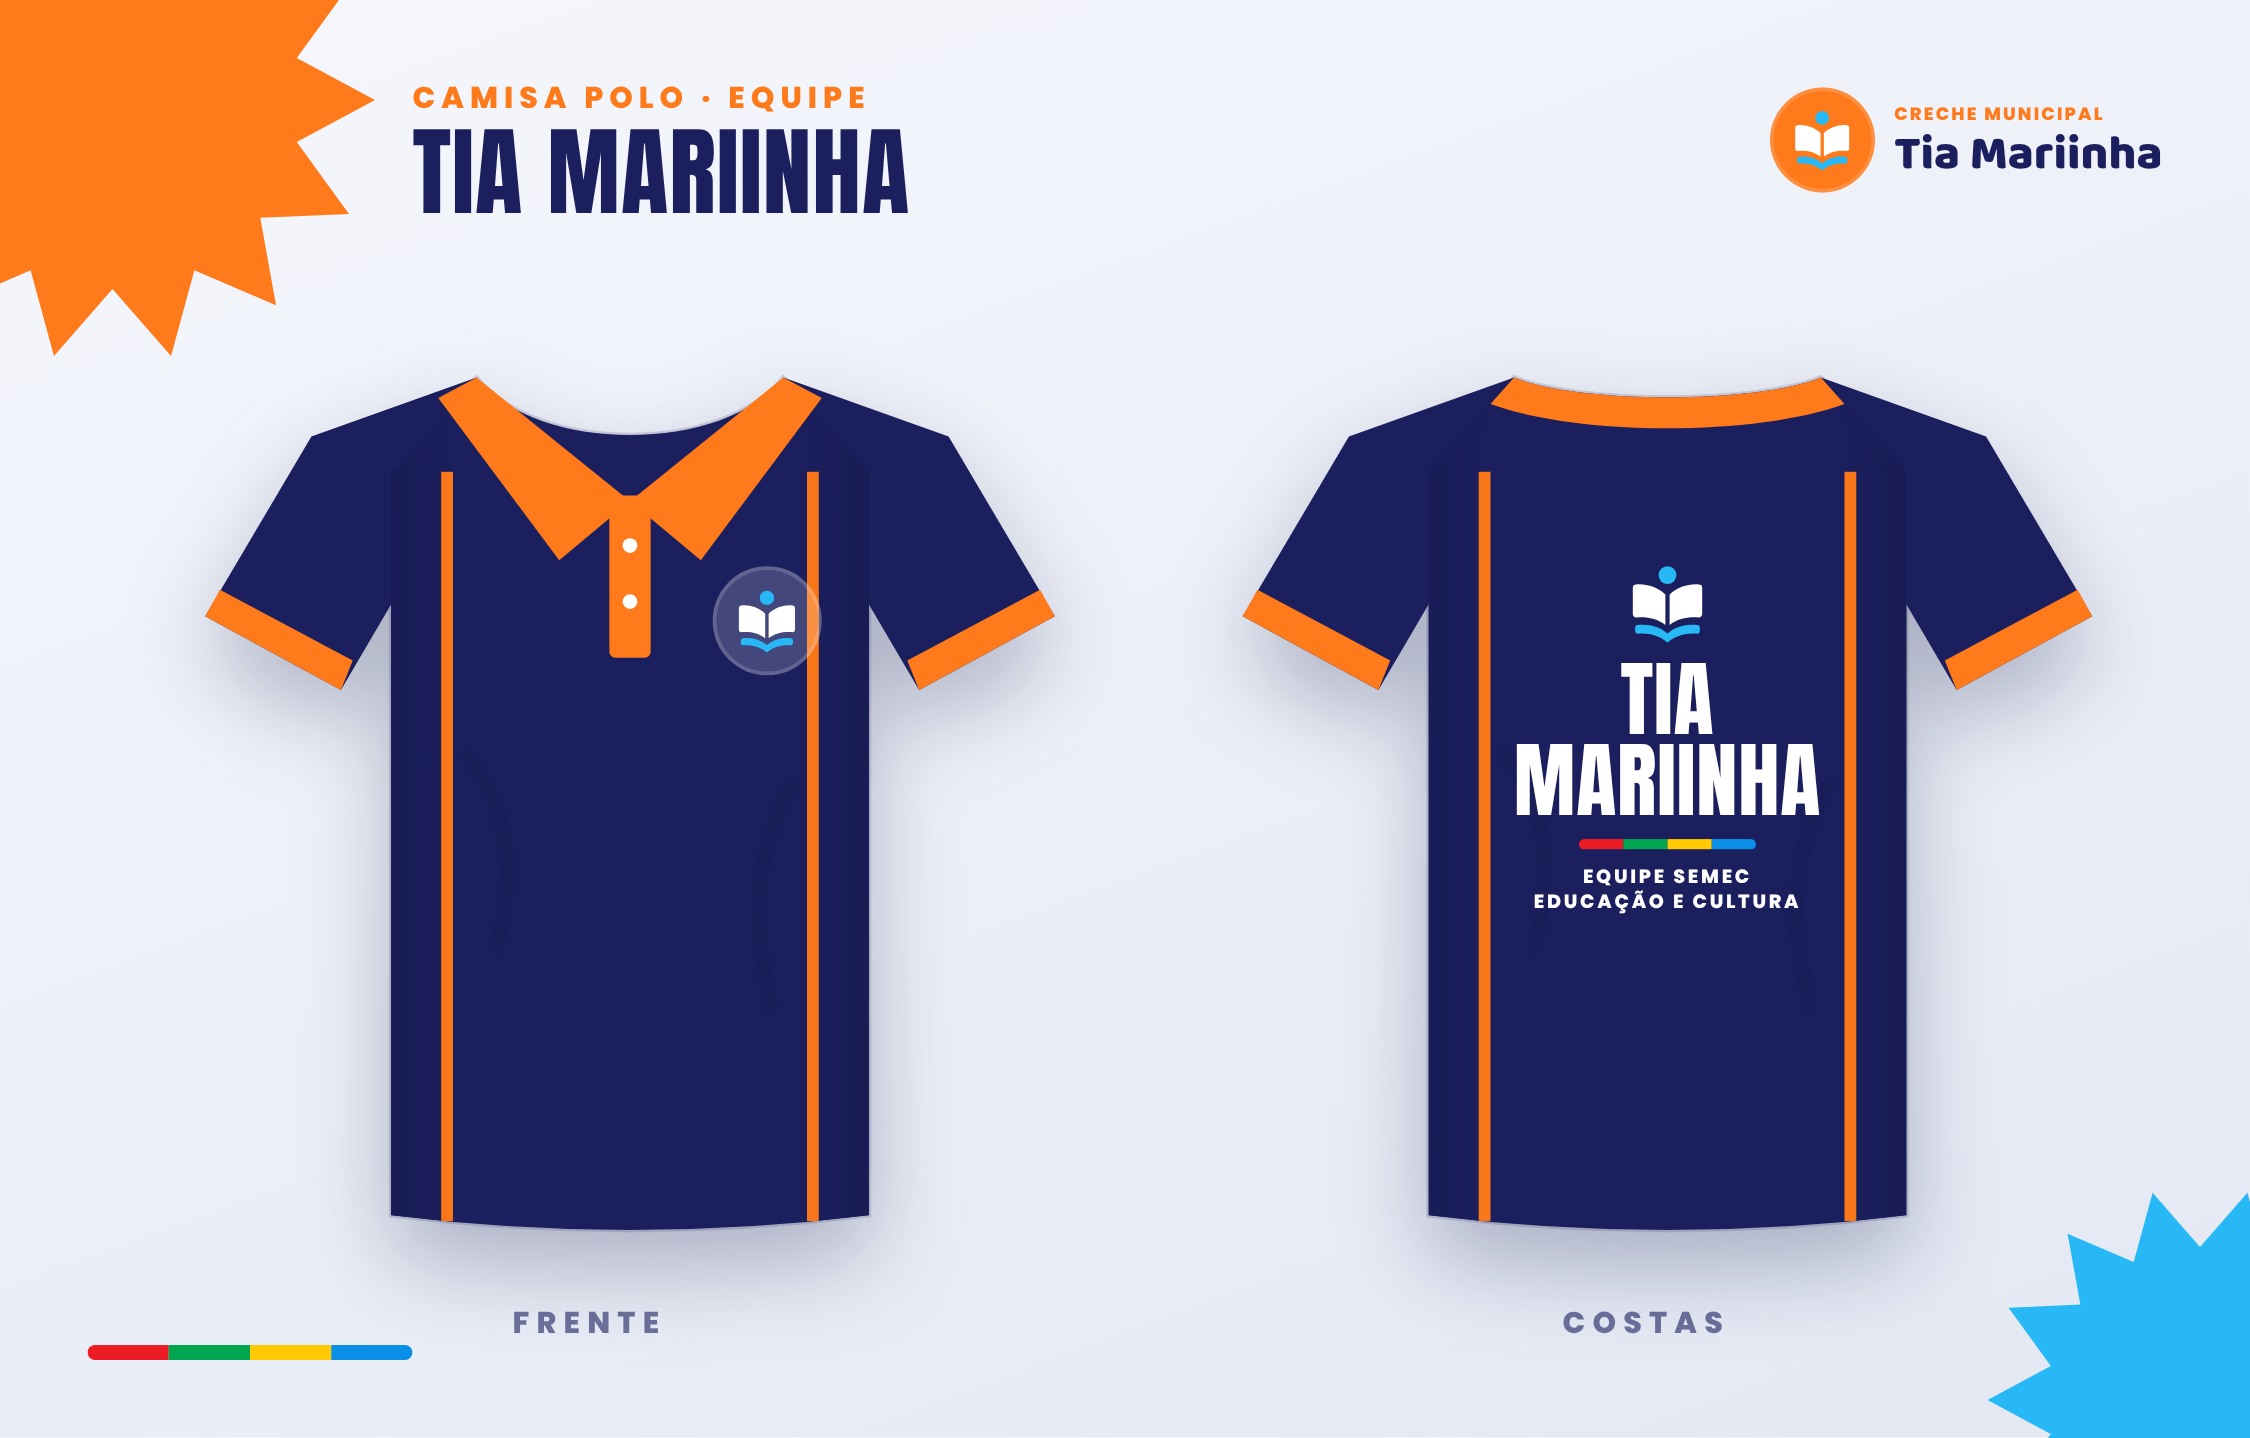 CAMISA POLO · EQUIPE
TIA MARIINHA
CRECHE MUNICIPAL
Tia Mariinha
TIA
MARIINHA
EQUIPE SEMEC
EDUCAÇÃO E CULTURA
FRENTE
COSTAS